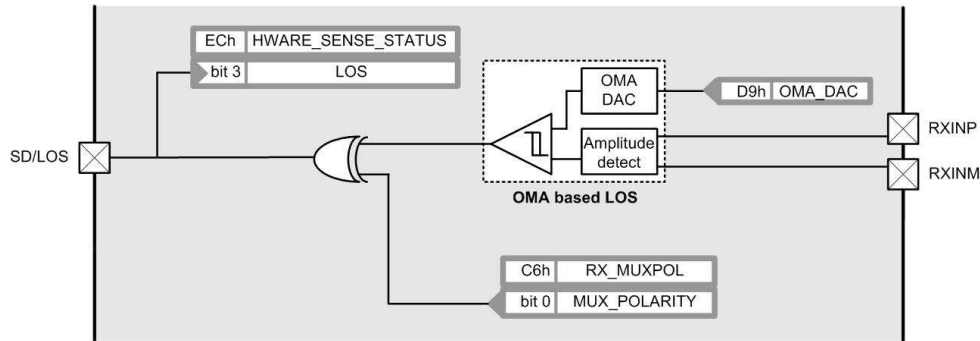 ECh HWARE_SENSE_STATUS
bit 3 LOS
OMA DAC
D9h OMA_DAC
RXINP
SD/LOS
Amplitude detect
RXINM
OMA based LOS
C6h RX_MUXPOL
bit 0 MUX_POLARITY